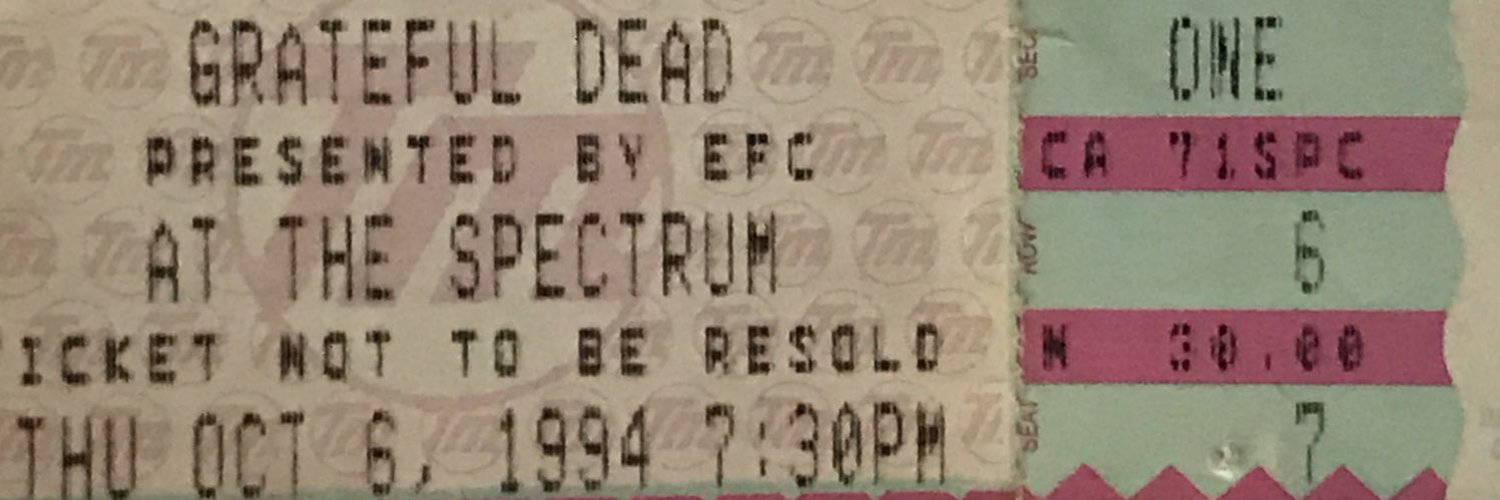 GRATEFUL DEAD
PRESENTED BY EFC
AT THE SPECTRUM
TICKET NOT TO BE RESOLD
THU OCT 6, 1994 7:30PM
SEC
ONE
CA 71SPC
ROW
6
N 30.00
SEAT
7